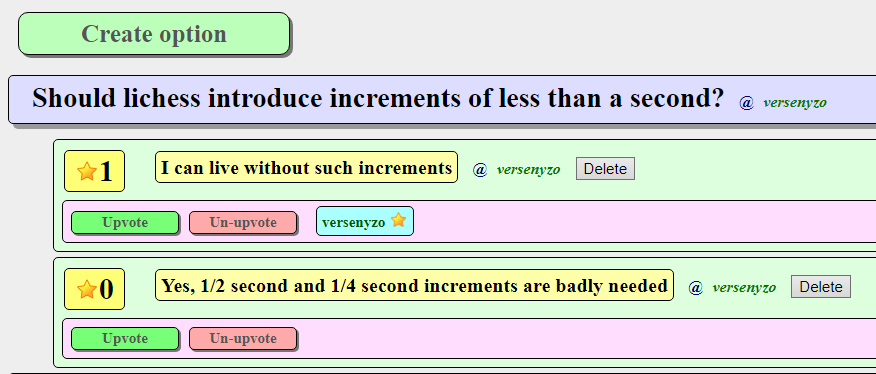 Create option
Should lichess introduce increments of less than a second? @ versenyzo
1 I can live without such increments @ versenyzo Delete
Upvote Un-upvote versenyzo
0 Yes, 1/2 second and 1/4 second increments are badly needed @ versenyzo Delete
Upvote Un-upvote